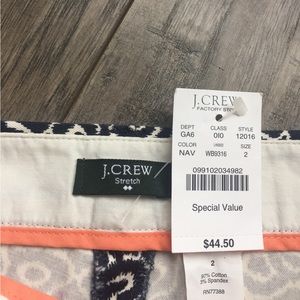 J.CREW
FACTORY STORE
DEPT CLASS STYLE
GA6 0I0 12016
COLOR SIZE
NAV WB9316 2
099102034982
Special Value
$44.50
J.CREW
Stretch
2
97% Cotton
3% Spandex
RN77388